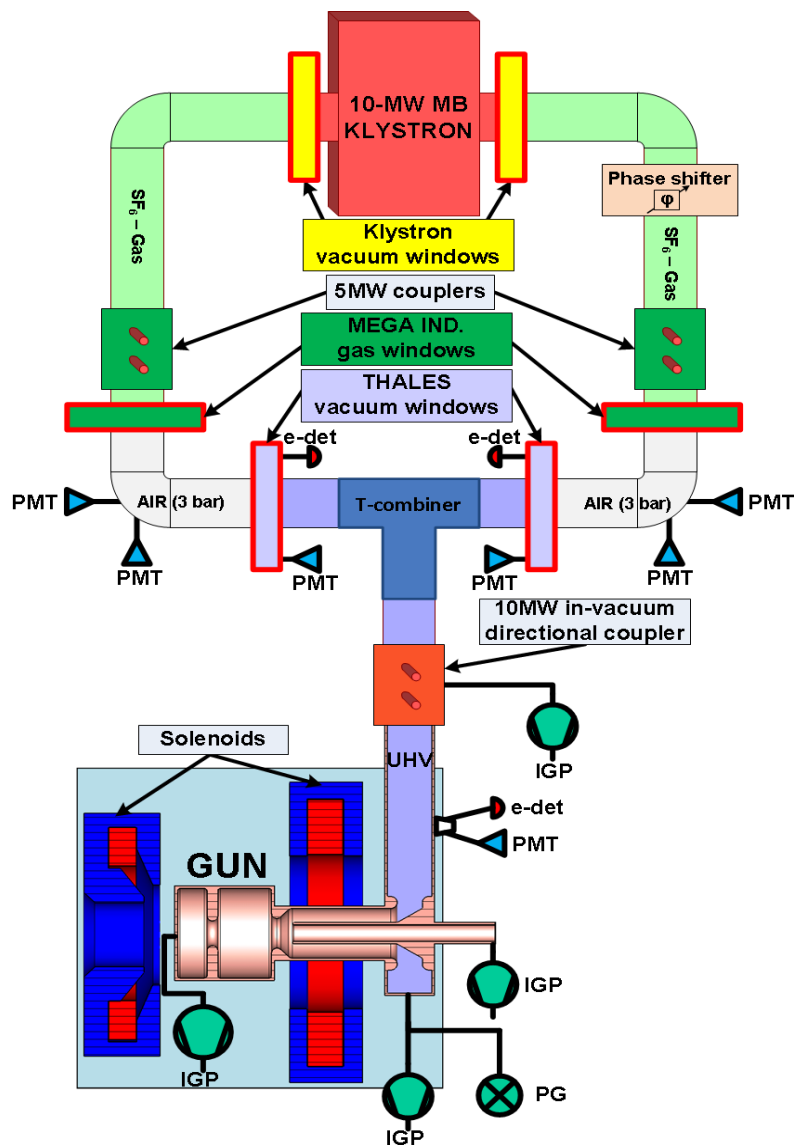 10-MW MB
KLYSTRON
Phase shifter
φ
SF₆ – Gas
SF₆ – Gas
Klystron
vacuum windows
5MW couplers
MEGA IND.
gas windows
THALES
vacuum windows
e-det
e-det
PMT
AIR (3 bar)
T-combiner
AIR (3 bar)
PMT
PMT
PMT
PMT
PMT
10MW in-vacuum
directional coupler
Solenoids
UHV
IGP
e-det
PMT
GUN
IGP
IGP
PG
IGP